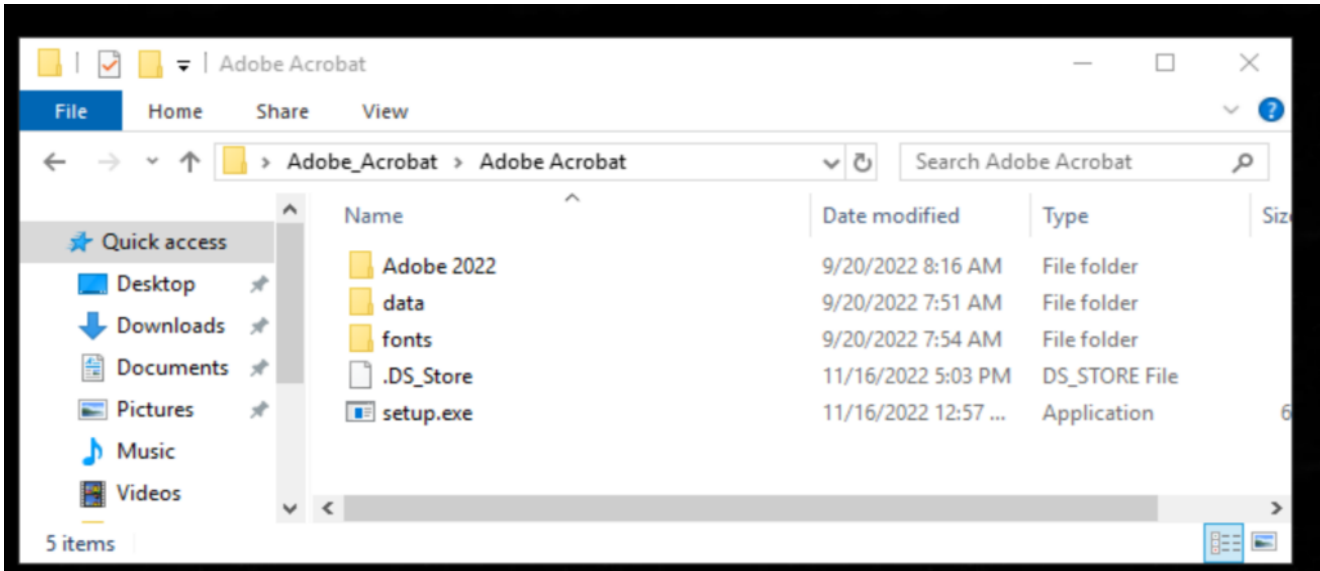 Adobe Acrobat
File Home Share View
Adobe_Acrobat > Adobe Acrobat Search Adobe Acrobat
Name Date modified Type
Quick access
Adobe 2022 9/20/2022 8:16 AM File folder
Desktop
data 9/20/2022 7:51 AM File folder
Downloads
fonts 9/20/2022 7:54 AM File folder
Documents
.DS_Store 11/16/2022 5:03 PM DS_STORE File
Pictures
setup.exe 11/16/2022 12:57 ... Application 6
Music
Videos
5 items